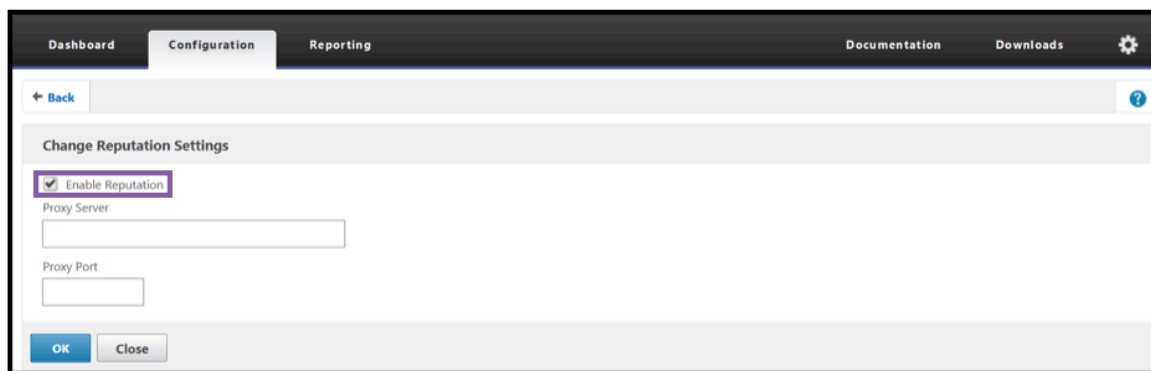 Dashboard Configuration Reporting Documentation Downloads
Back ?
Change Reputation Settings
Enable Reputation
Proxy Server
Proxy Port
OK Close